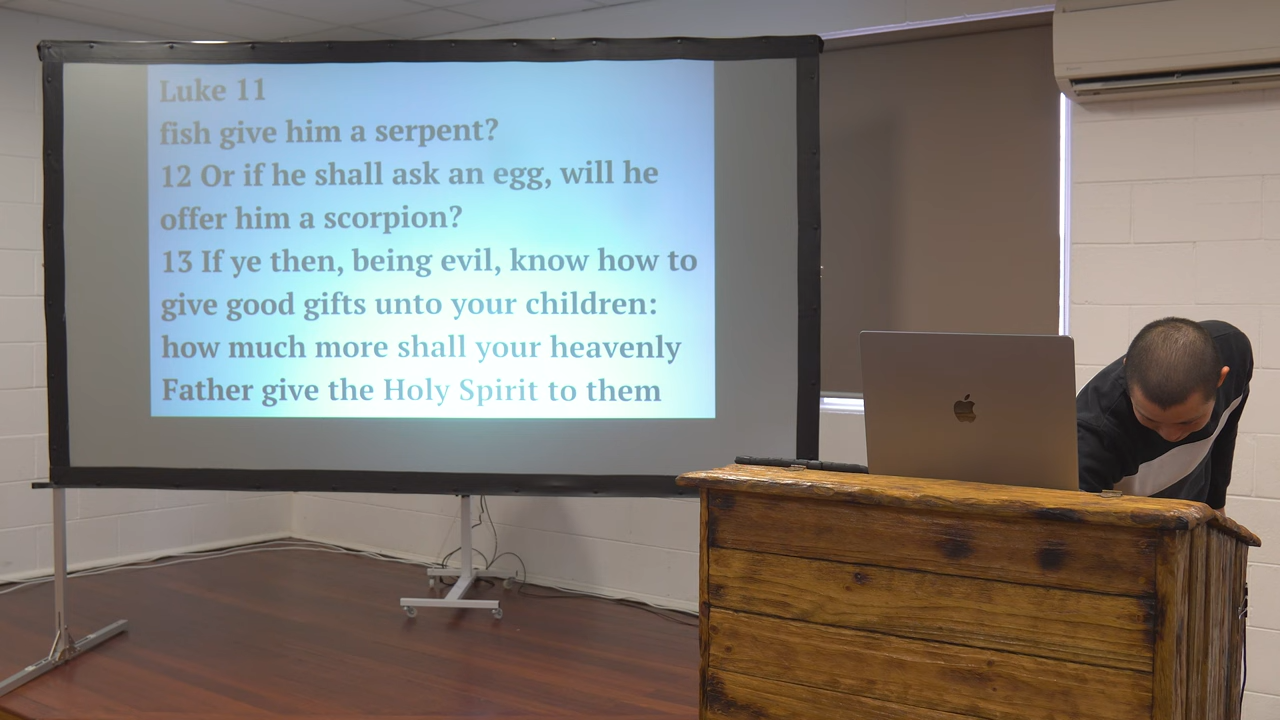 Luke 11
fish give him a serpent?
12 Or if he shall ask an egg, will he
offer him a scorpion?
13 If ye then, being evil, know how to
give good gifts unto your children:
how much more shall your heavenly
Father give the Holy Spirit to them